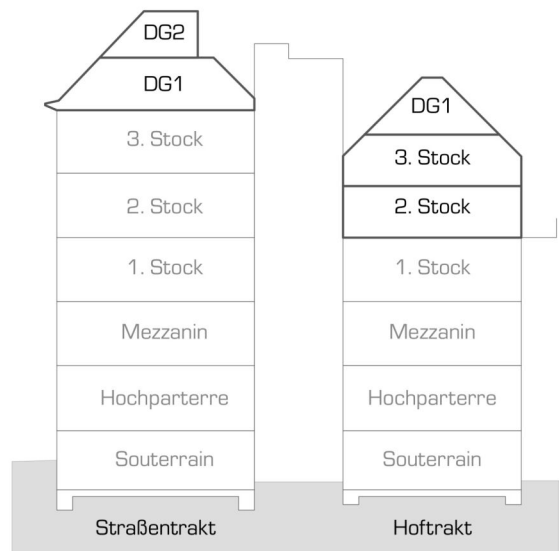 DG2
DG1
3. Stock
2. Stock
1. Stock
Mezzanin
Hochparterre
Souterrain
Straßentrakt
DG1
3. Stock
2. Stock
1. Stock
Mezzanin
Hochparterre
Souterrain
Hoftrakt